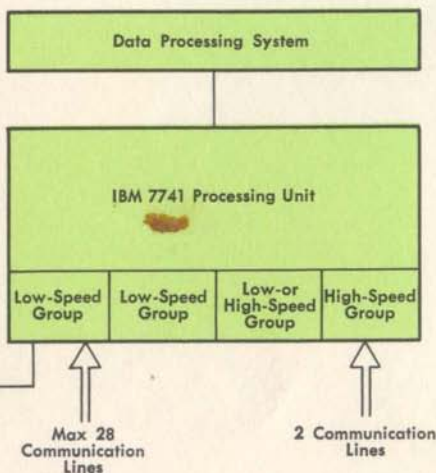 Data Processing System
IBM 7741 Processing Unit
Low-Speed
Group
Low-Speed
Group
Low-or
High-Speed
Group
High-Speed
Group
Max 28
Communication
Lines
2 Communication
Lines